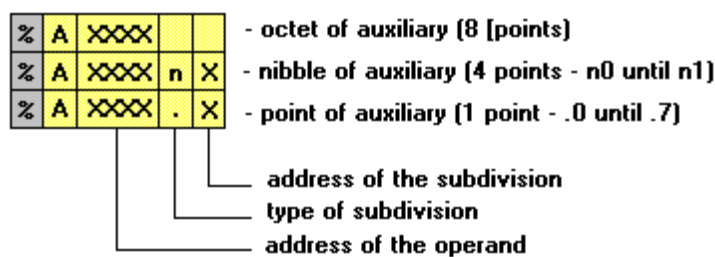 % A XXXX - octet of auxiliary (8 [points)
% A XXXX n X - nibble of auxiliary (4 points - n0 until n1)
% A XXXX . X - point of auxiliary (1 point - .0 until .7)
address of the subdivision
type of subdivision
address of the operand